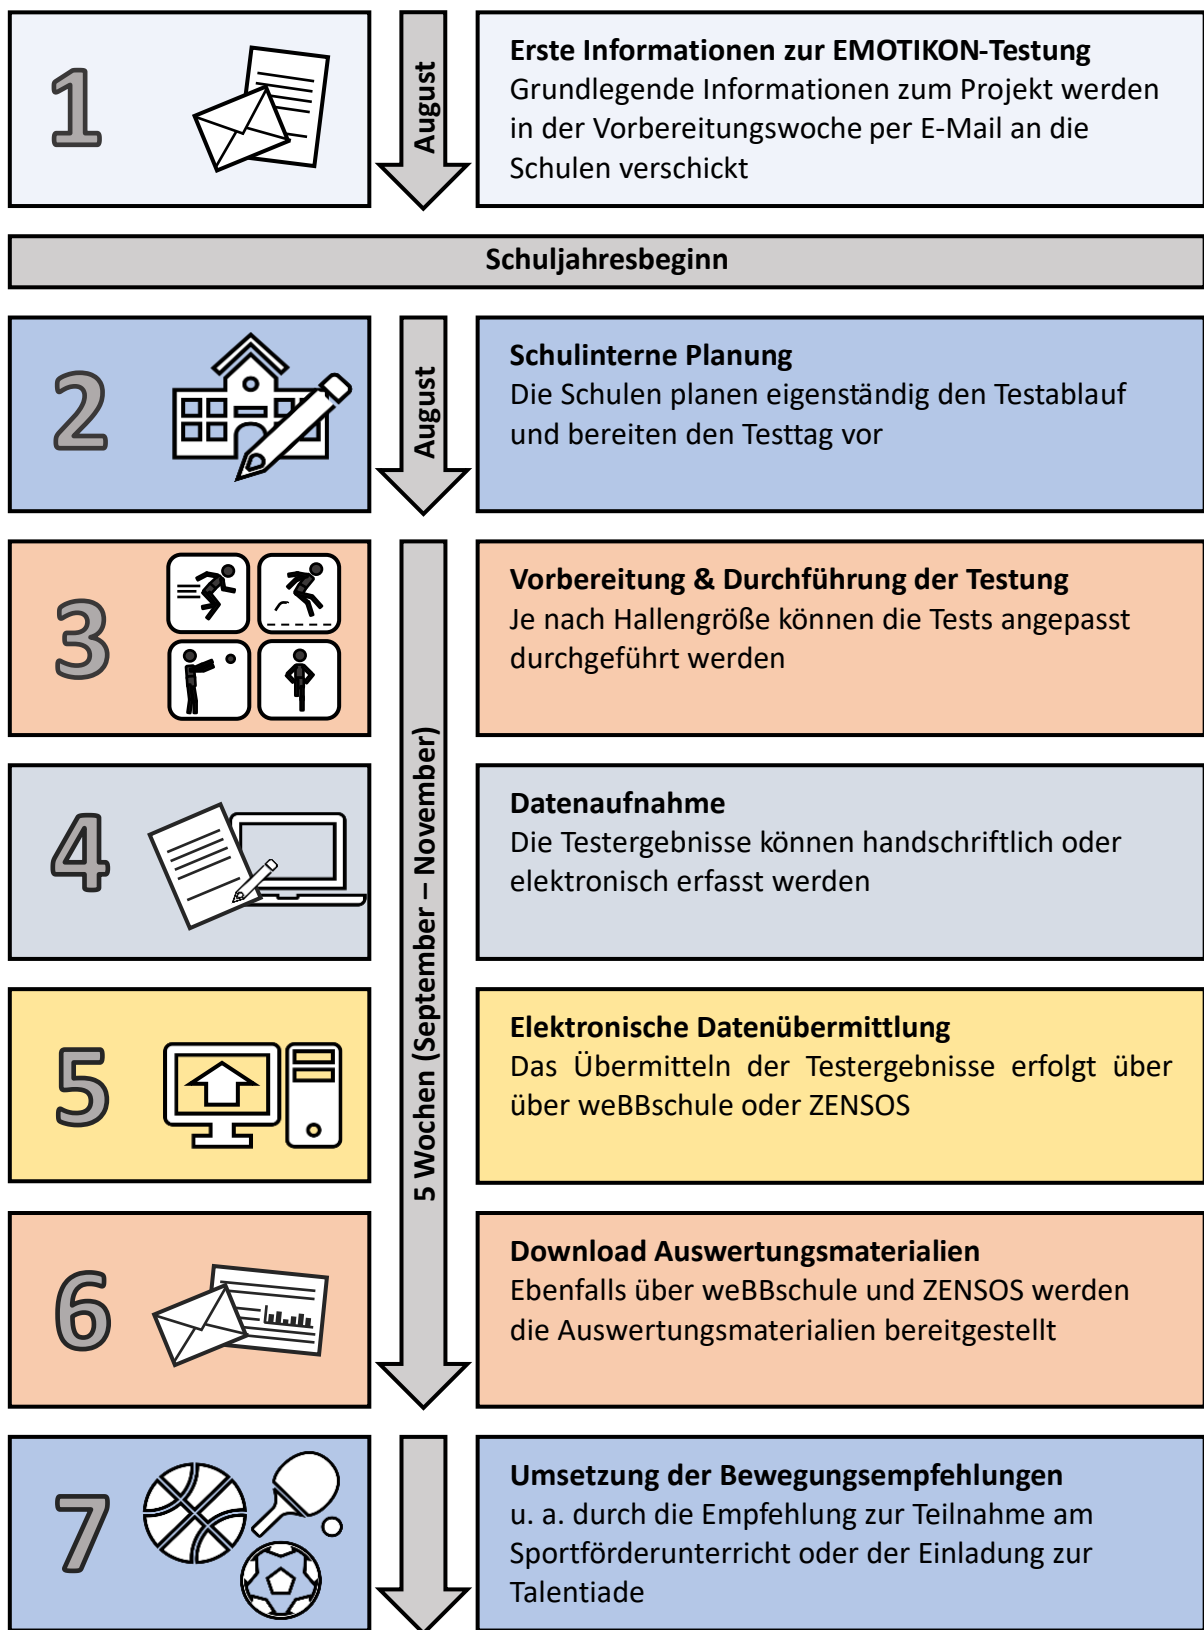 1
August
Erste Informationen zur EMOTIKON-Testung
Grundlegende Informationen zum Projekt werden
in der Vorbereitungswoche per E-Mail an die
Schulen verschickt
Schuljahresbeginn
2
August
Schulinterne Planung
Die Schulen planen eigenständig den Testablauf
und bereiten den Testtag vor
5 Wochen (September – November)
3
Vorbereitung & Durchführung der Testung
Je nach Hallengröße können die Tests angepasst
durchgeführt werden
4
Datenaufnahme
Die Testergebnisse können handschriftlich oder
elektronisch erfasst werden
5
Elektronische Datenübermittlung
Das Übermitteln der Testergebnisse erfolgt über
über weBBschule oder ZENSOS
6
Download Auswertungsmaterialien
Ebenfalls über weBBschule und ZENSOS werden
die Auswertungsmaterialien bereitgestellt
7
Umsetzung der Bewegungsempfehlungen
u. a. durch die Empfehlung zur Teilnahme am
Sportförderunterricht oder der Einladung zur
Talentiade